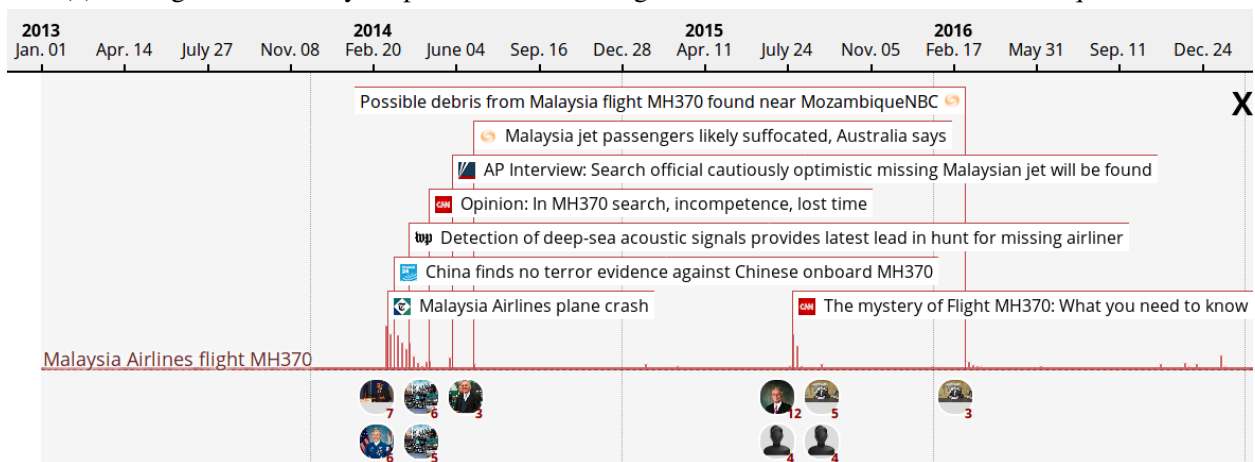 2013 2014 2015 2016
Jan. 01 Apr. 14 July 27 Nov. 08 Feb. 20 June 04 Sep. 16 Dec. 28 Apr. 11 July 24 Nov. 05 Feb. 17 May 31 Sep. 11 Dec. 24
Possible debris from Malaysia flight MH370 found near MozambiqueNBC
X
Malaysia jet passengers likely suffocated, Australia says
AP Interview: Search official cautiously optimistic missing Malaysian jet will be found
CNN Opinion: In MH370 search, incompetence, lost time
wp Detection of deep-sea acoustic signals provides latest lead in hunt for missing airliner
China finds no terror evidence against Chinese onboard MH370
Malaysia Airlines plane crash
CNN The mystery of Flight MH370: What you need to know
Malaysia Airlines flight MH370
7 6 3 12 5 3
6 5 4 4